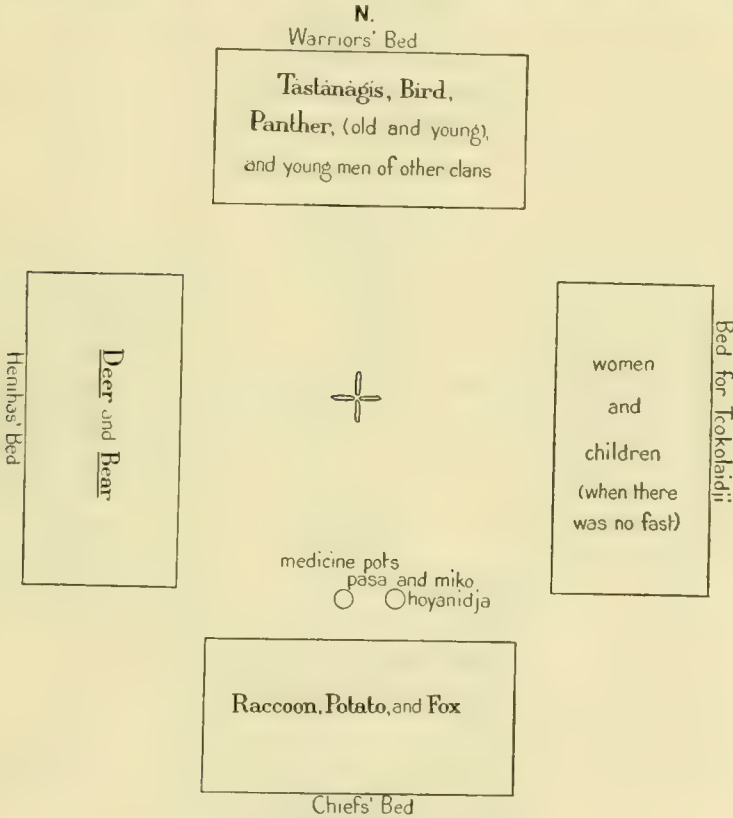 N.
Warriors' Bed
Tàstànàgis, Bird,
Panther, (old and young),
and young men of other clans
Henihas' Bed
Deer and Bear
women
and
children
(when there
was no fast)
Bed for Tcokolaidji
medicine pots
pasa and miko
hoyanidja
Raccoon, Potato, and Fox
Chiefs' Bed